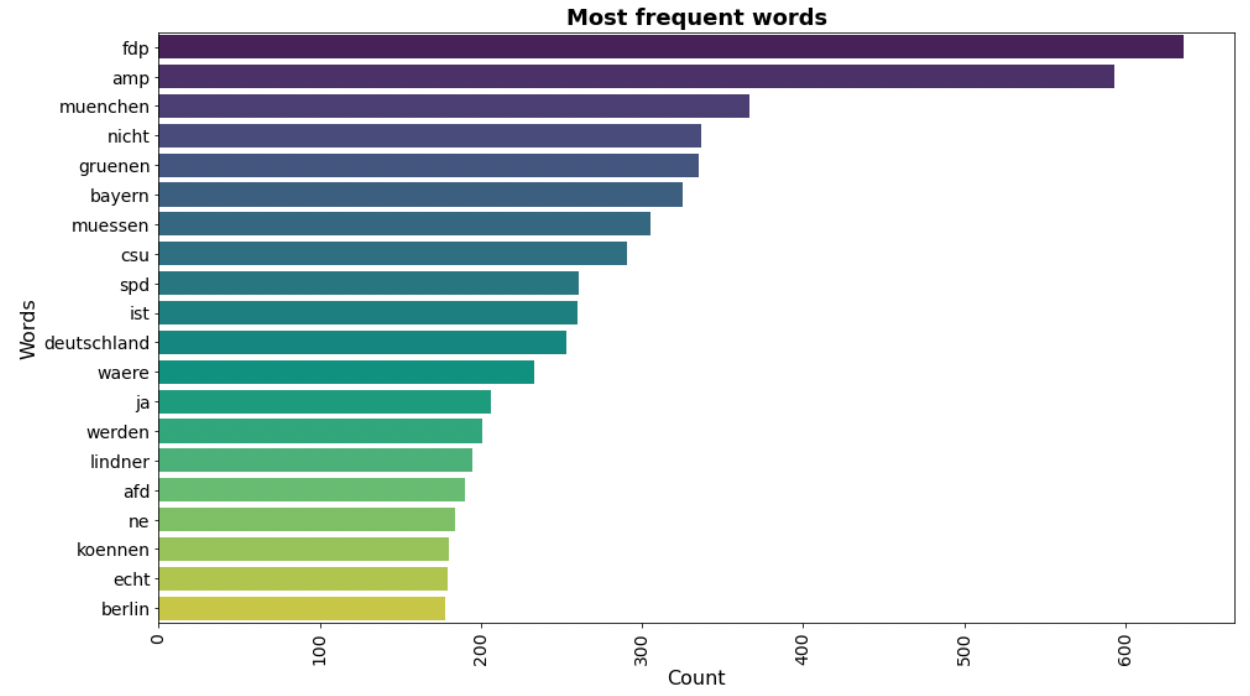 Most frequent words
fdp
amp
muenchen
nicht
gruenen
bayern
muessen
csu
spd
ist
deutschland
waere
ja
werden
lindner
afd
ne
koennen
echt
berlin
Words
0
100
200
300
400
500
600
Count